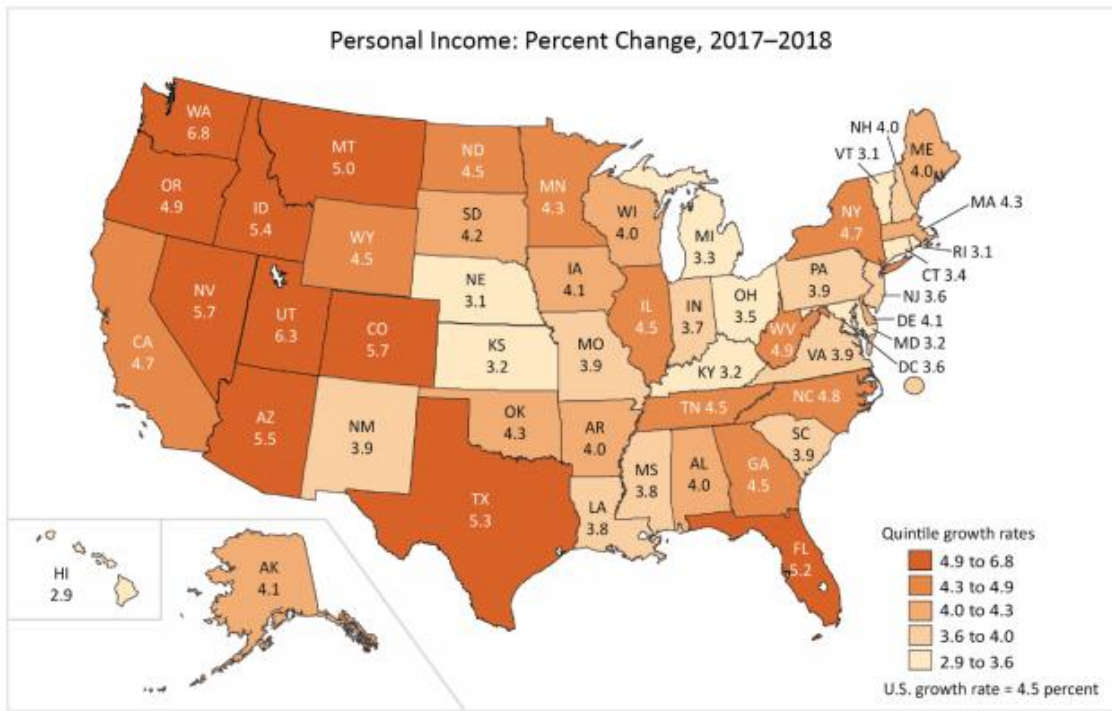 Personal Income: Percent Change, 2017–2018
WA
6.8
MT
5.0
ND
4.5
MN
4.3
NH 4.0
VT 3.1
ME
4.0
OR
4.9
ID
5.4
WY
4.5
SD
4.2
WI
4.0
MI
3.3
NY
4.7
MA 4.3
RI 3.1
CT 3.4
NJ 3.6
DE 4.1
MD 3.2
DC 3.6
CA
4.7
NV
5.7
UT
6.3
CO
5.7
NE
3.1
KS
3.2
IA
4.1
MO
3.9
IL
4.5
IN
3.7
OH
3.5
PA
3.9
WV
4.9
VA 3.9
KY 3.2
TN 4.5
NC 4.8
AZ
5.5
NM
3.9
OK
4.3
AR
4.0
SC
3.9
TX
5.3
LA
3.8
MS
3.8
AL
4.0
GA
4.5
FL
5.2
HI
2.9
AK
4.1
Quintile growth rates
4.9 to 6.8
4.3 to 4.9
4.0 to 4.3
3.6 to 4.0
2.9 to 3.6
U.S. growth rate = 4.5 percent